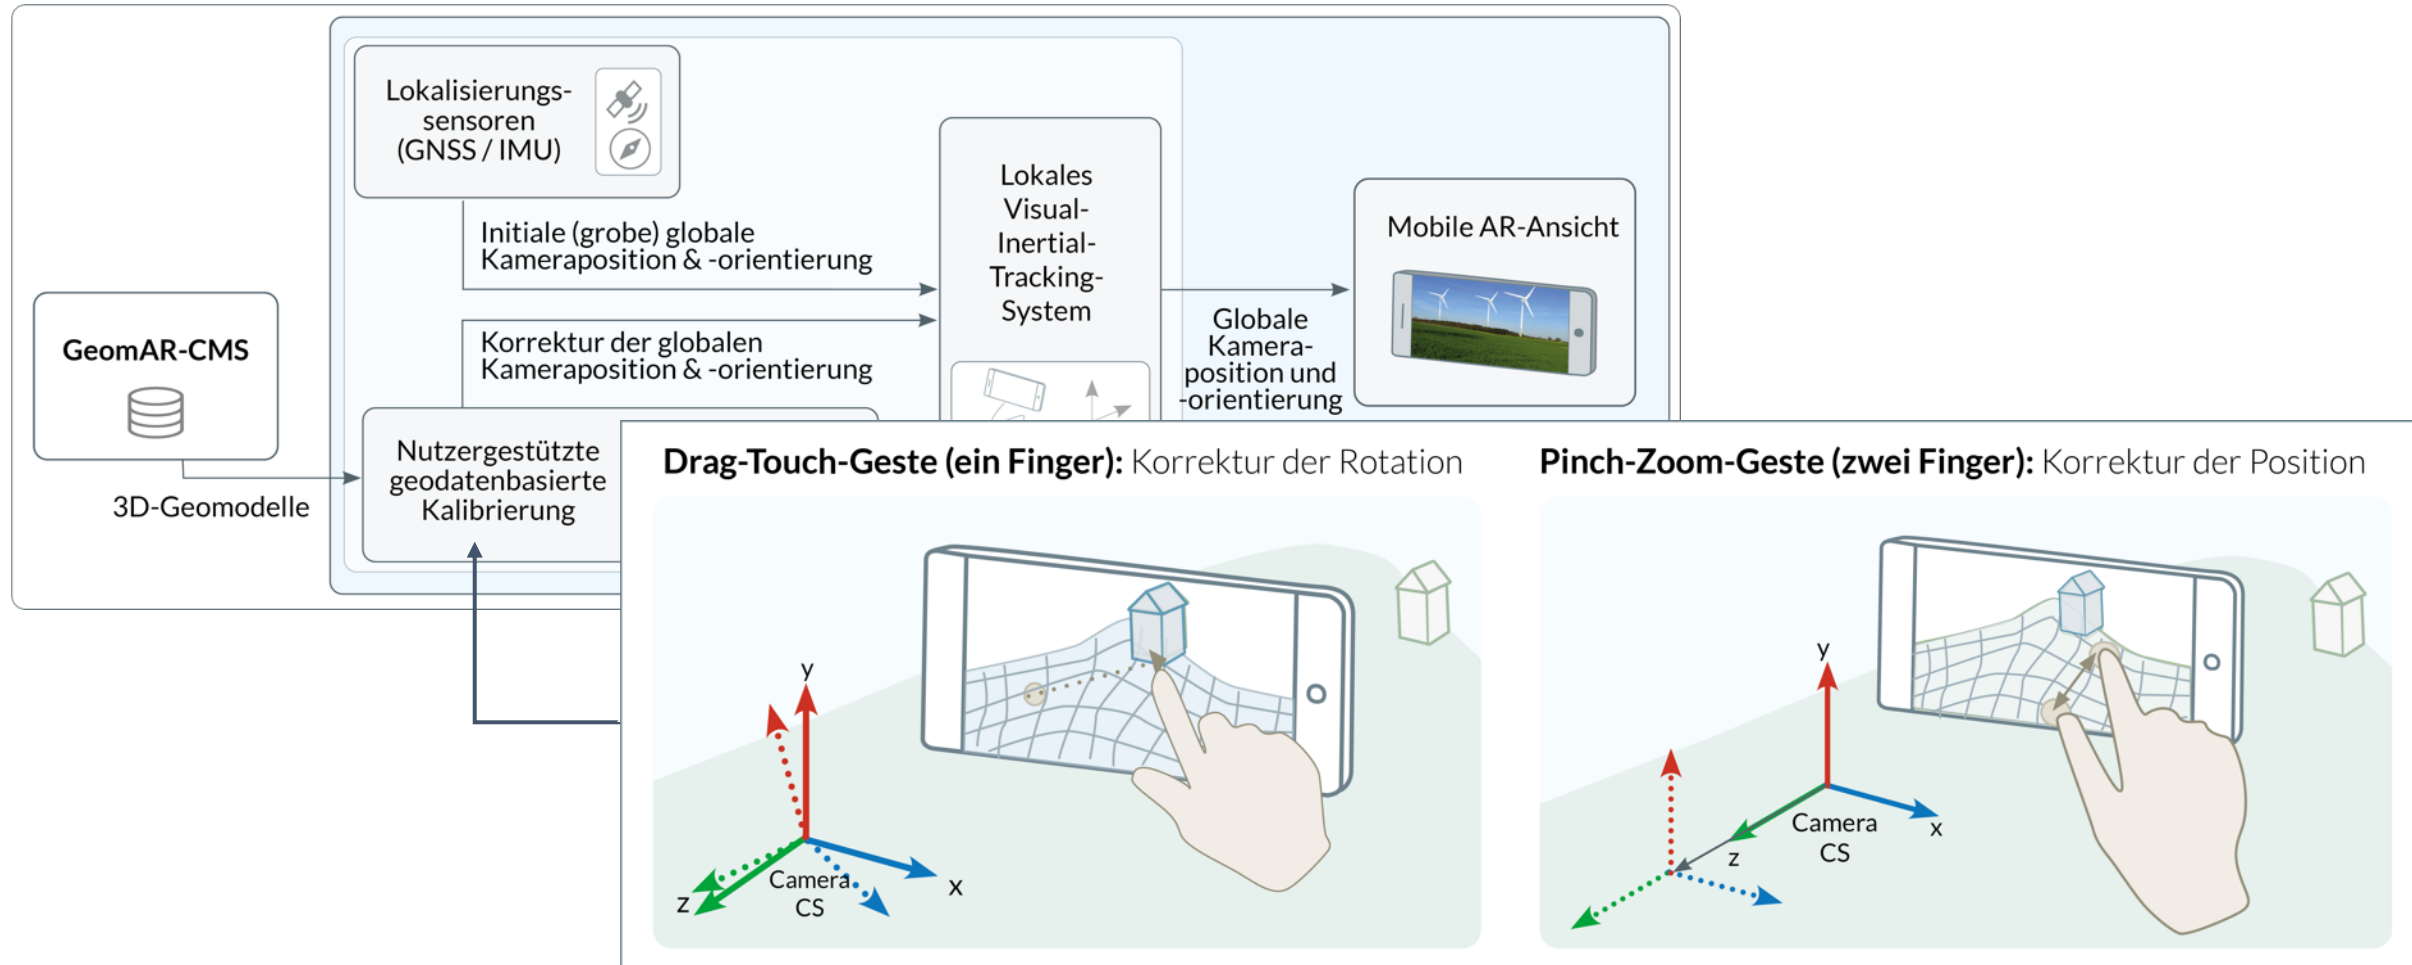 Lokalisierungs-
sensoren
(GNSS / IMU)
Initiale (grobe) globale
Kameraposition & -orientierung
Lokales
Visual-
Inertial-
Tracking-
System
Mobile AR-Ansicht
GeomAR-CMS
Korrektur der globalen
Kameraposition & -orientierung
Globale
Kamera-
position und
-orientierung
3D-Geomodelle
Nutzergestützte
geodatenbasierte
Kalibrierung
Drag-Touch-Geste (ein Finger): Korrektur der Rotation
y
z
Camera
CS
x
Pinch-Zoom-Geste (zwei Finger): Korrektur der Position
y
Camera
CS
x
z